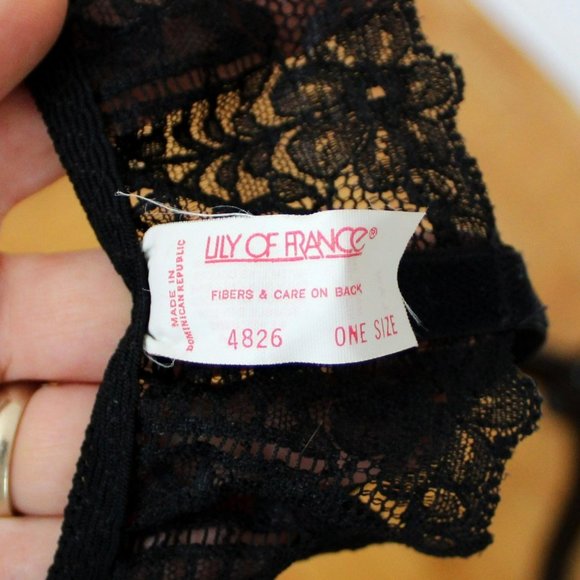 MADE IN
DOMINICAN REPUBLIC
LILY OF FRANCE®
FIBERS & CARE ON BACK
4826 ONE SIZE